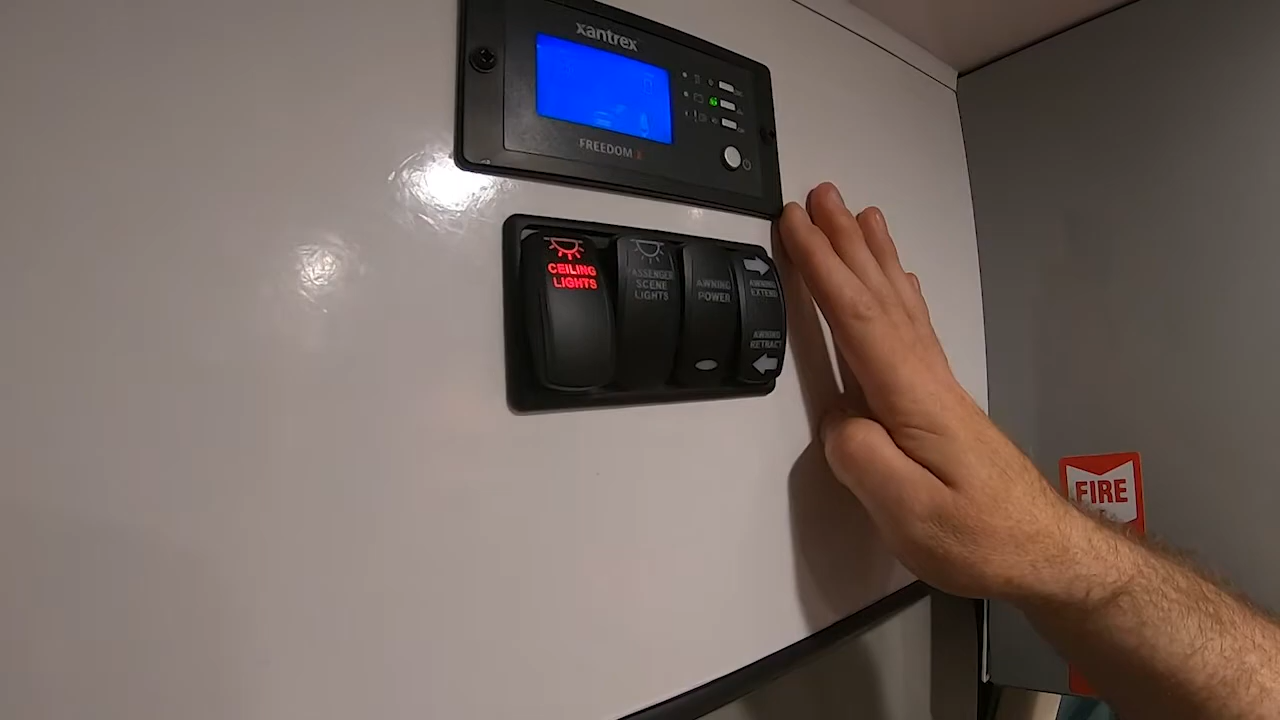 xantrex
FREEDOM X
CEILING
LIGHTS
PASSENGER
SCENE
LIGHTS
AWNING
POWER
AWNING
EXTEND
AWNING
RETRACT
FIRE